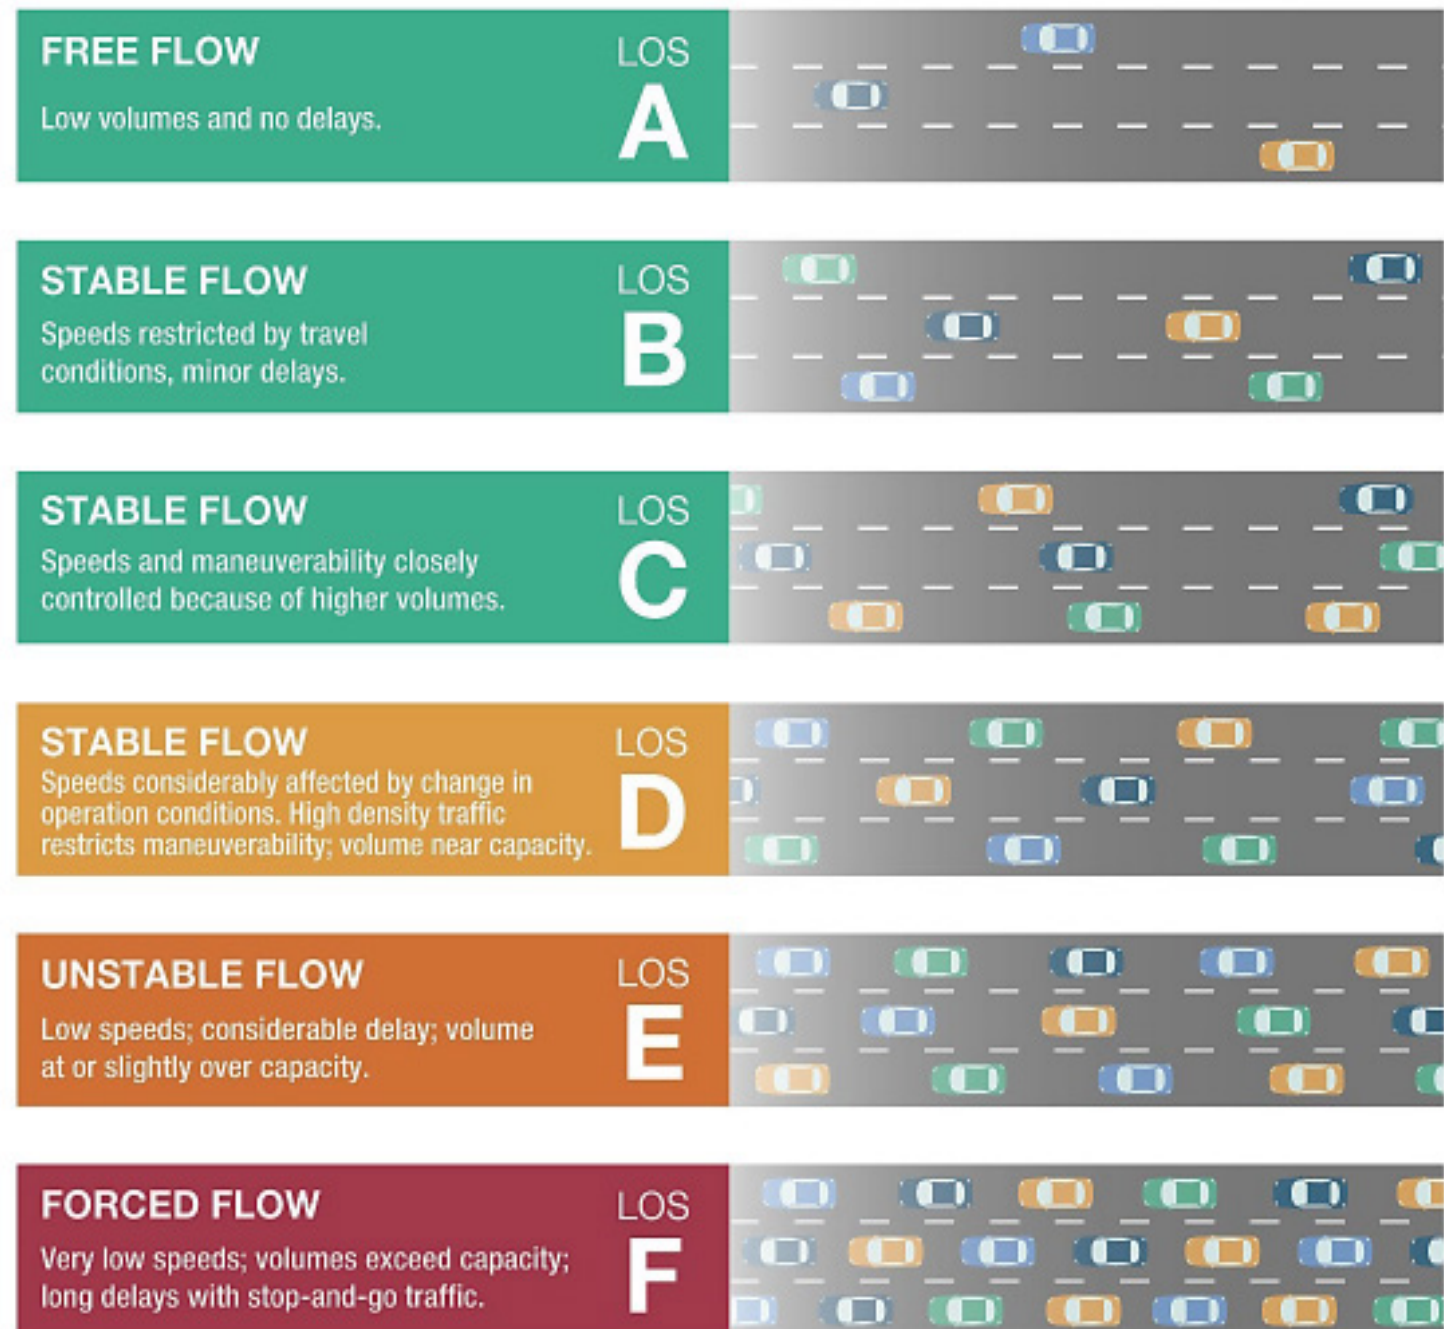 FREE FLOW
LOS
A
Low volumes and no delays.
STABLE FLOW
LOS
B
Speeds restricted by travel
conditions, minor delays.
STABLE FLOW
LOS
C
Speeds and maneuverability closely
controlled because of higher volumes.
STABLE FLOW
LOS
D
Speeds considerably affected by change in
operation conditions. High density traffic
restricts maneuverability; volume near capacity.
UNSTABLE FLOW
LOS
E
Low speeds; considerable delay; volume
at or slightly over capacity.
FORCED FLOW
LOS
F
Very low speeds; volumes exceed capacity;
long delays with stop-and-go traffic.